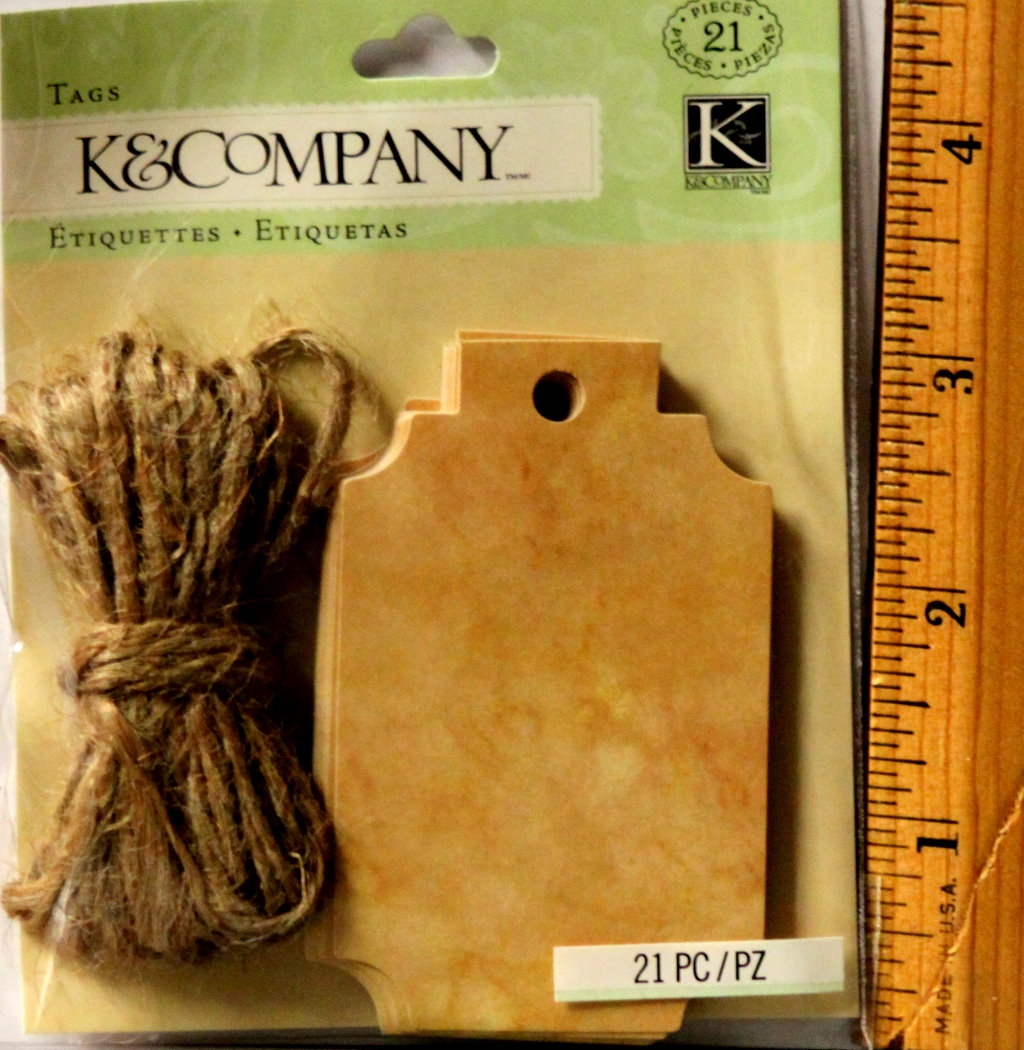 • PIECES •
21
PIÈCES • PIEZAS
TAGS
K&COMPANY
ÉTIQUETTES • ETIQUETAS
K
K&COMPANY
21 PC/PZ
4
3
2
1
MADE IN U.S.A.